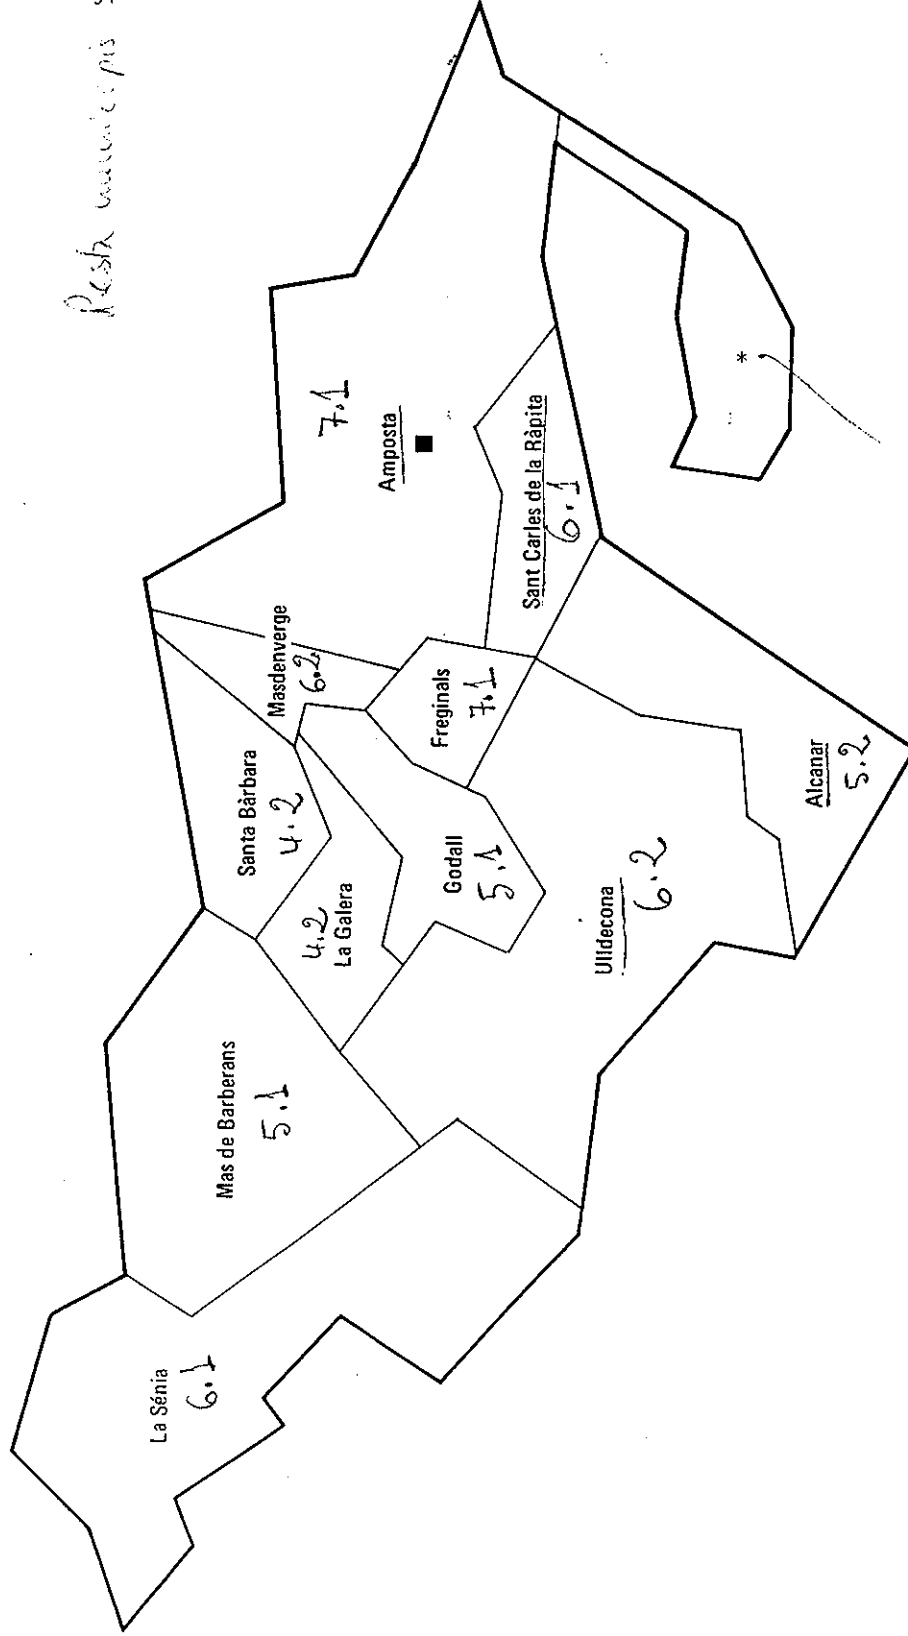 La Sénia
6.1
Mas de Barberans
5.1
Santa Bàrbara
4.2
4.2
La Galera
Masdenverge
6.2
Godall
5.1
Freginals
7.1
Amposta
7.1
Sant Carles de la Ràpita
6.1
Ulldecona
6.2
Alcanar
5.2
*
municipis